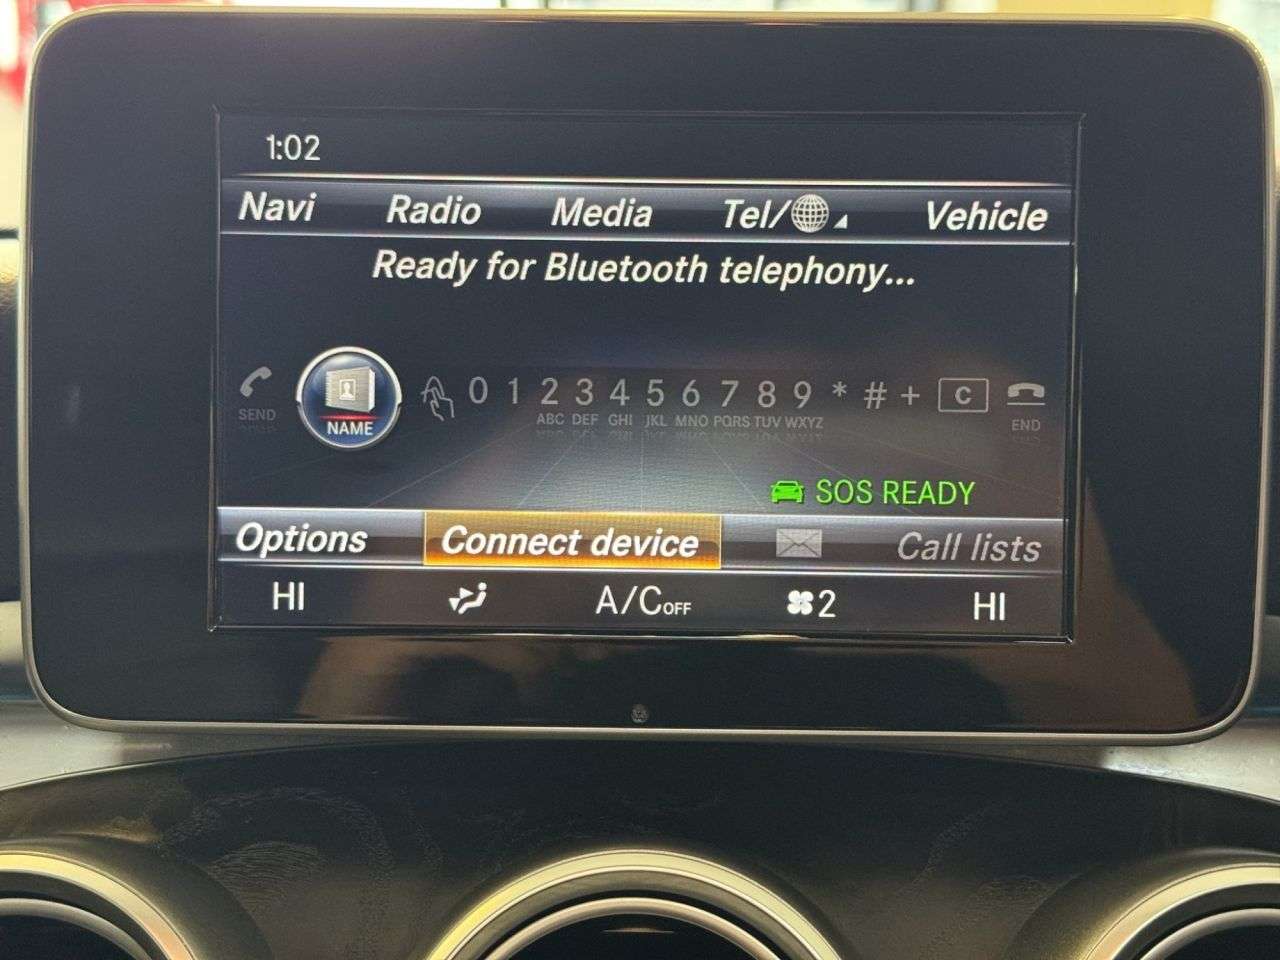 1:02
Navi Radio Media Tel/ Vehicle
Ready for Bluetooth telephony...
0 1 2 3 4 5 6 7 8 9 * # + C
SEND NAME ABC DEF GHI JKL MNO PQRS TUV WXYZ END
SOS READY
Options Connect device Call lists
HI A/C OFF 2 HI